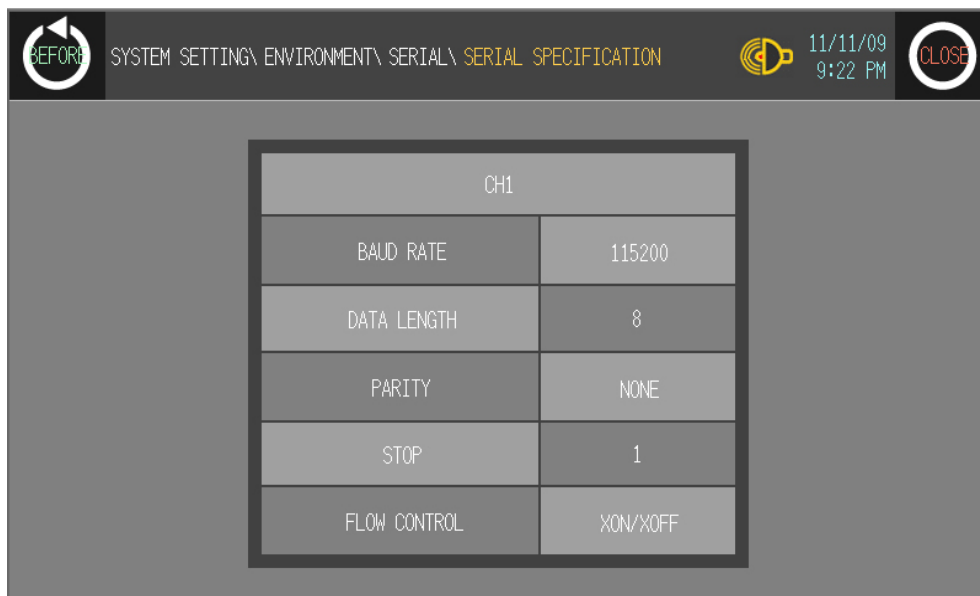 BEFORE
SYSTEM SETTING\ ENVIRONMENT\ SERIAL\ SERIAL SPECIFICATION
11/11/09
9:22 PM
CLOSE
CH1
BAUD RATE 115200
DATA LENGTH 8
PARITY NONE
STOP 1
FLOW CONTROL XON/XOFF